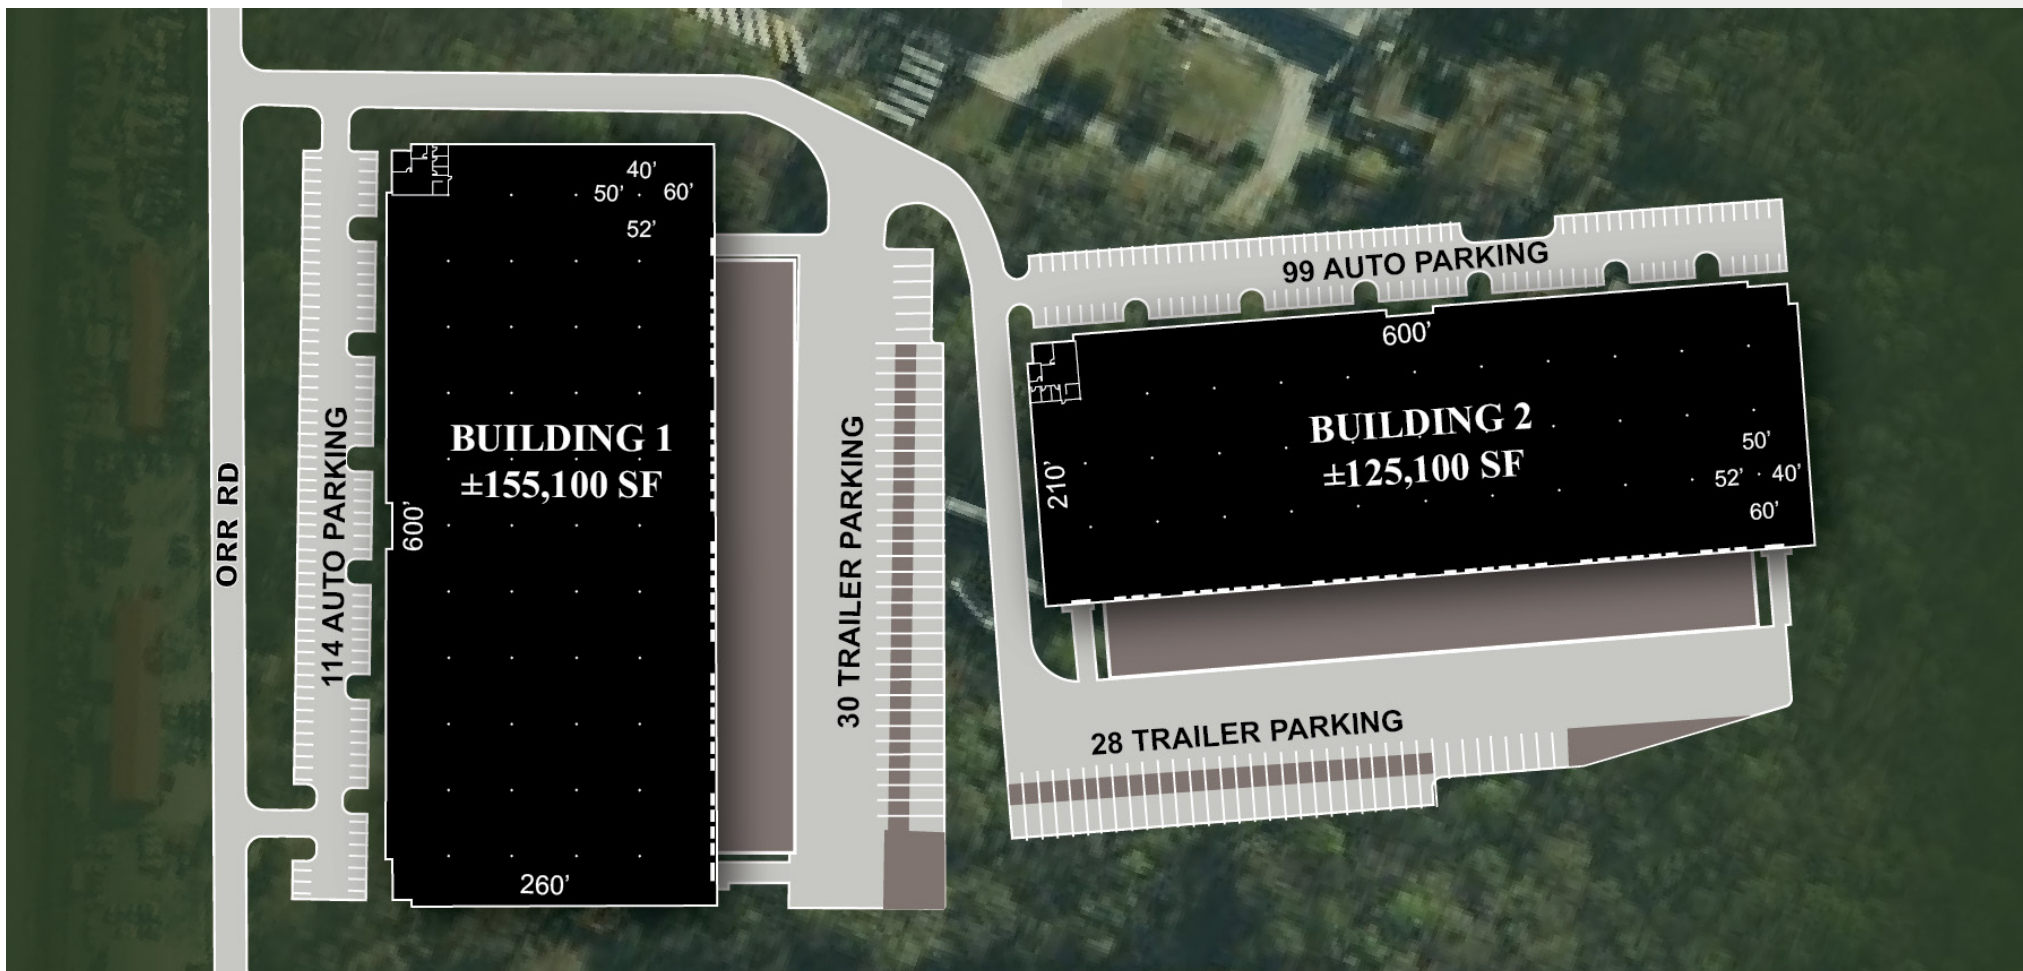 40’
50’ 60’
52’
99 AUTO PARKING
600’
BUILDING 1
±155,100 SF
BUILDING 2
±125,100 SF
50’
52’ 40’
60’
210’
ORR RD
114 AUTO PARKING
600’
30 TRAILER PARKING
28 TRAILER PARKING
260’